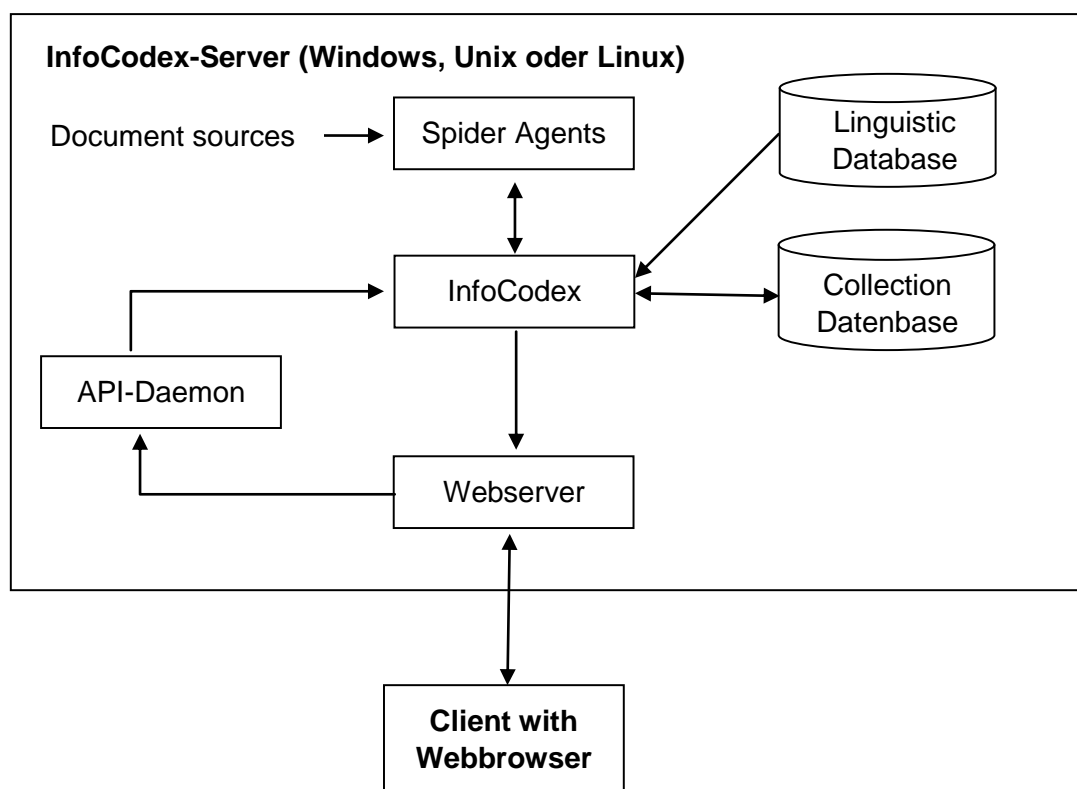 InfoCodex-Server (Windows, Unix oder Linux)
Document sources
Spider Agents
Linguistic
Database
InfoCodex
Collection
Datenbase
API-Daemon
Webserver
Client with
Webbrowser